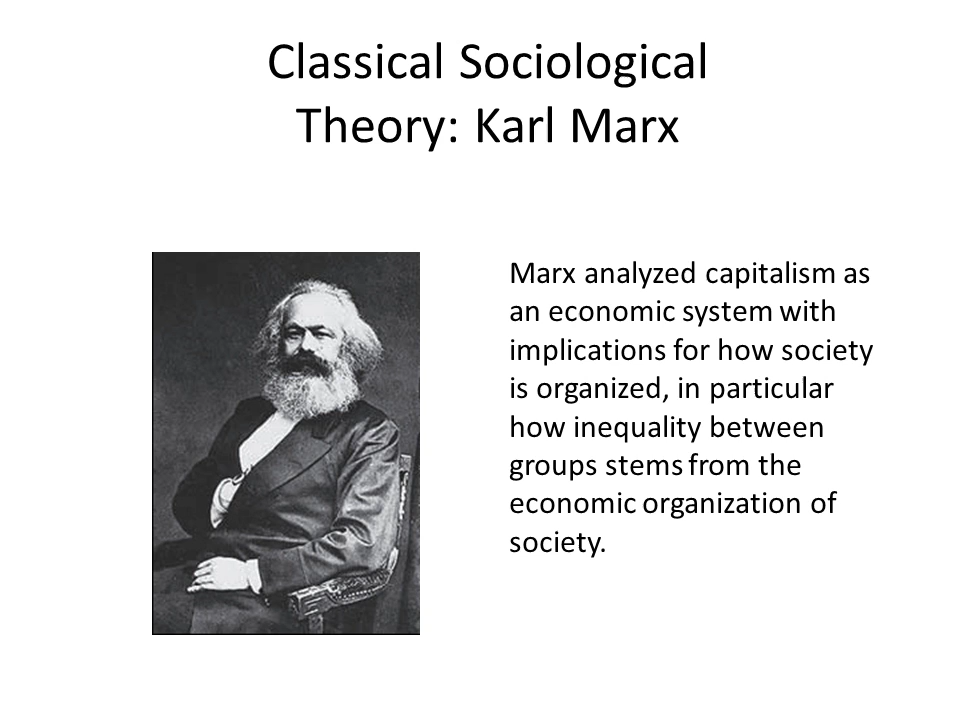 Classical Sociological
Theory: Karl Marx
Marx analyzed capitalism as
an economic system with
implications for how society
is organized, in particular
how inequality between
groups stems from the
economic organization of
society.